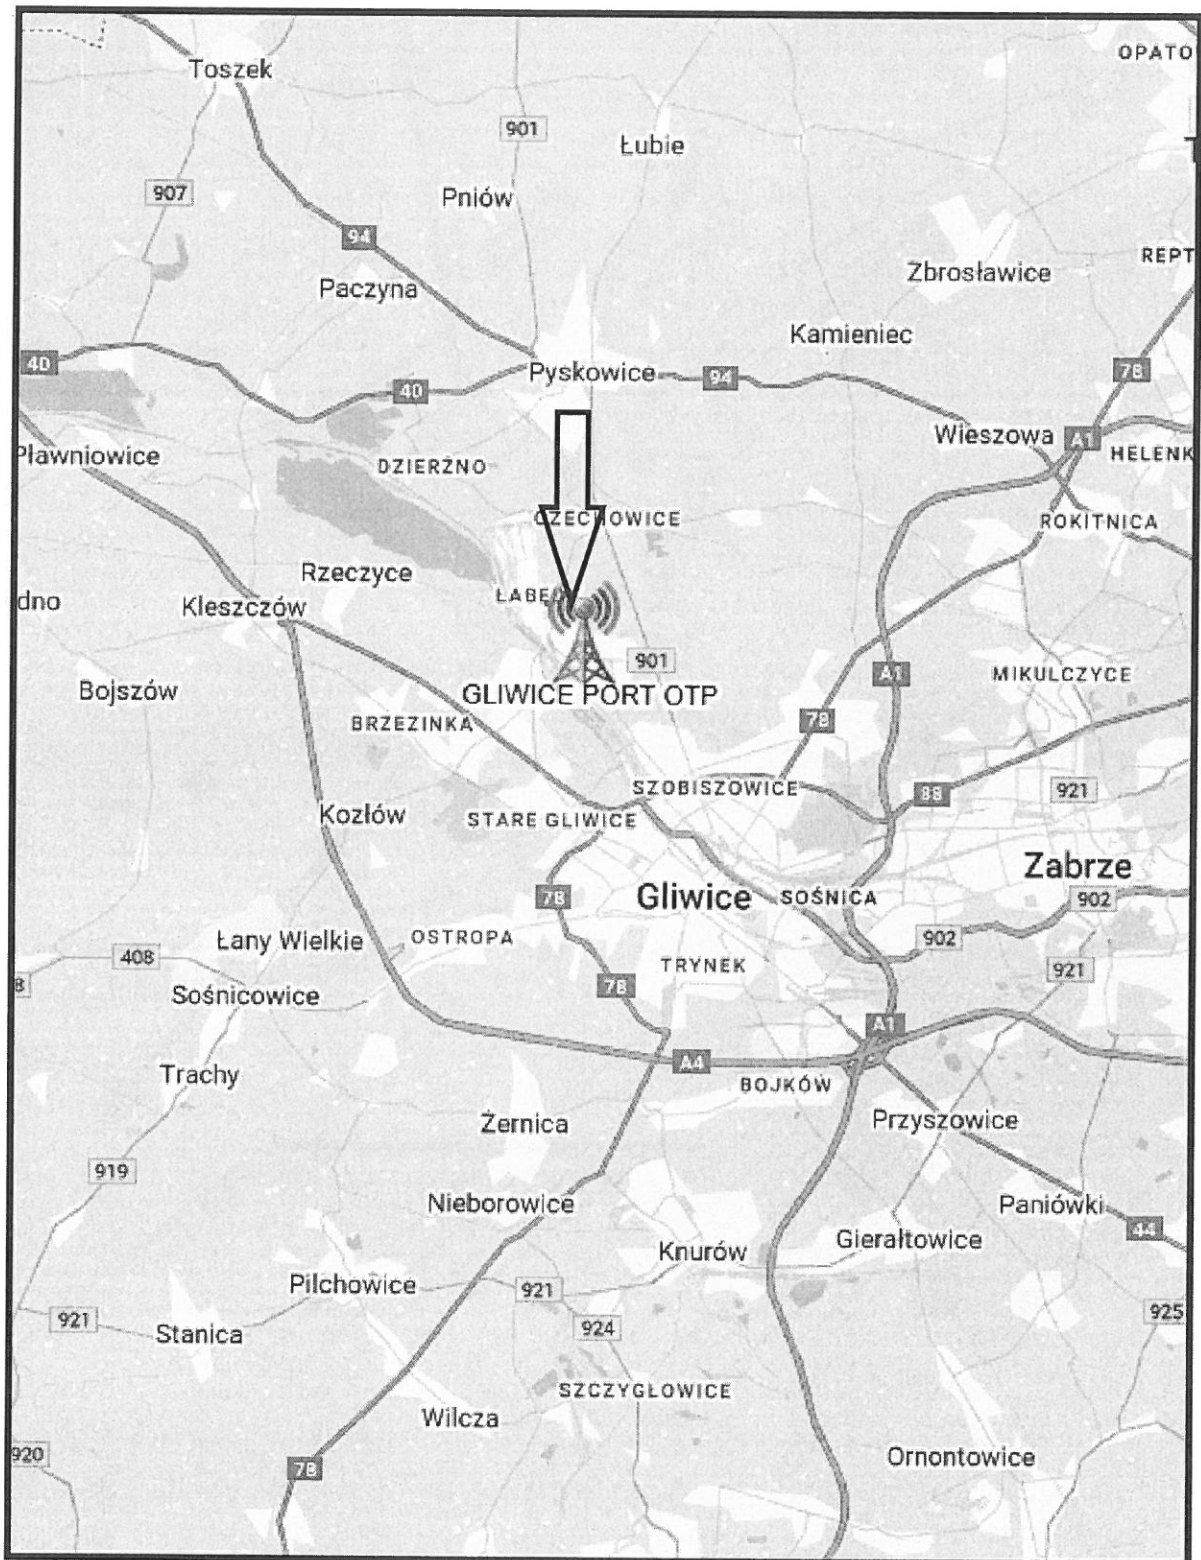 OPATO
Toszek
901
Łubie
907
Pniów
94
REPT
Zbrosławice
Paczyna
Kamieniec
40
78
Pyskowice
94
40
Wieszowa
A1
HELENK
Pławniowice
DZIERŻNO
CZECHOWICE
ROKITNICA
Rzeczyce
ŁABĘD
dno
Kleszczów
901
MIKULCZYCE
A1
Bojszów
GLIWICE PORT OTP
BRZEZINKA
78
SZOBISZOWICE
88
921
Kozłów
STARE GLIWICE
Zabrze
78
Gliwice
SOŚNICA
902
Łany Wielkie
OSTROPA
902
408
TRYNEK
921
8
Sośnicowice
78
A1
A4
Trachy
BOJKÓW
Żernica
Przyszowice
919
Nieborowice
Paniówki
44
Knurów
Gierałtowice
Pilchowice
921
921
925
Stanica
924
SZCZYGŁOWICE
Wilcza
920
Ornontowice
78